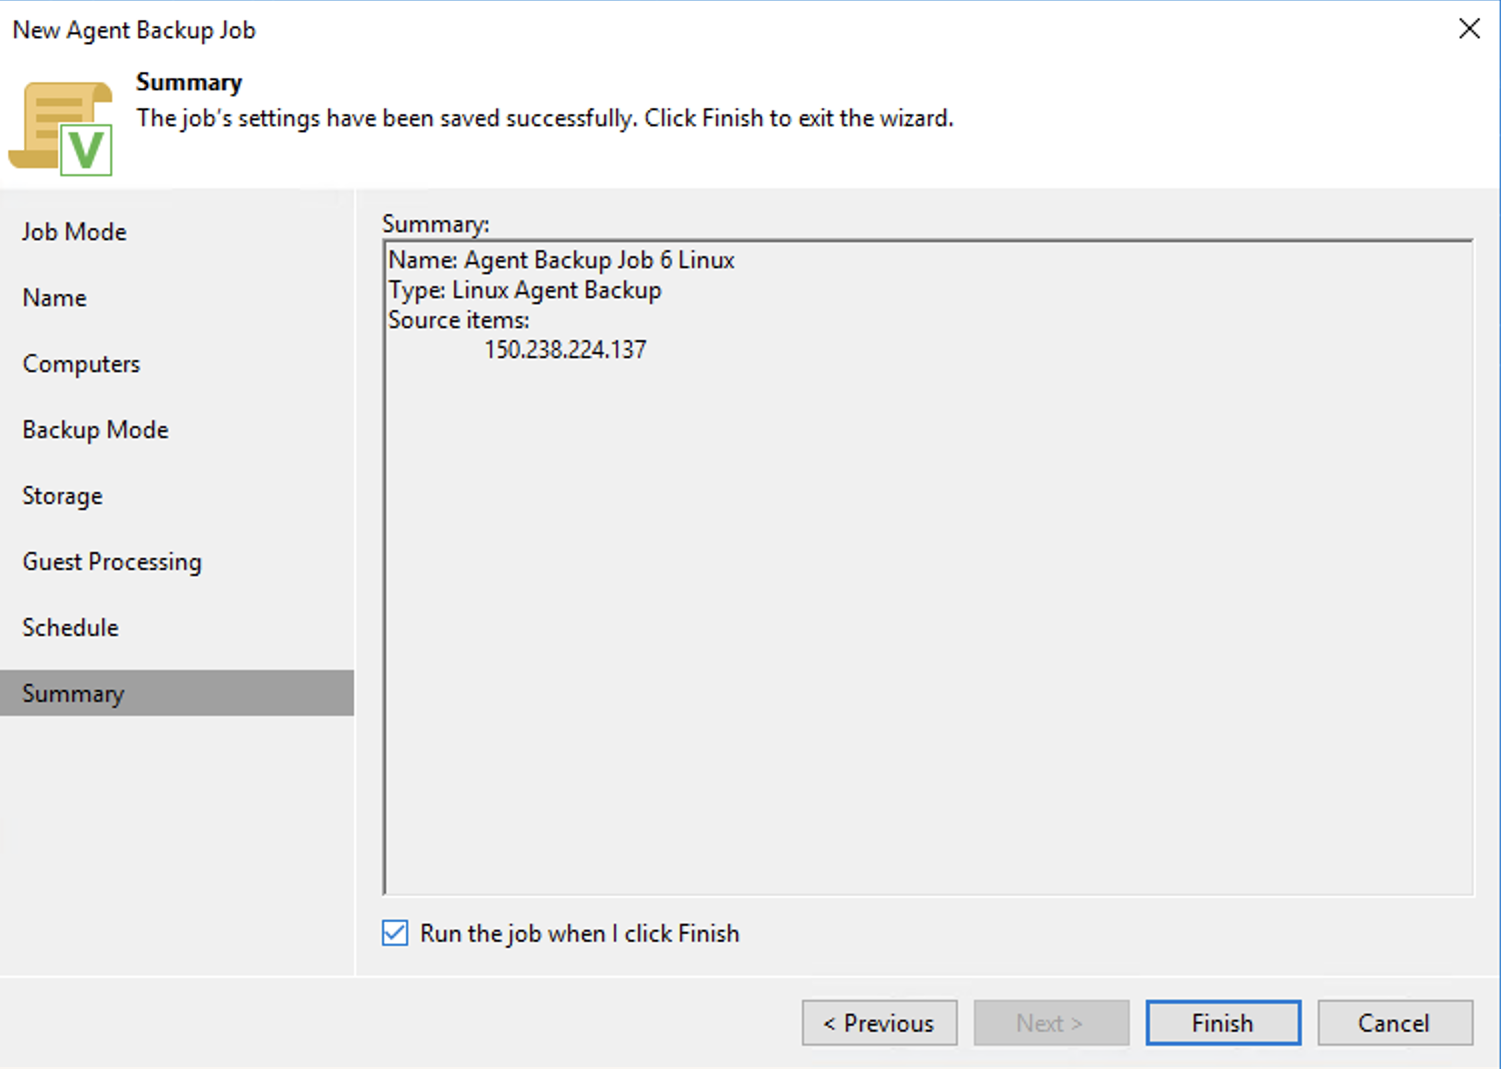 New Agent Backup Job
Summary
The job's settings have been saved successfully. Click Finish to exit the wizard.
V
Job Mode
Name
Computers
Backup Mode
Storage
Guest Processing
Schedule
Summary
Summary:
Name: Agent Backup Job 6 Linux
Type: Linux Agent Backup
Source items:
150.238.224.137
Run the job when I click Finish
< Previous
Next >
Finish
Cancel